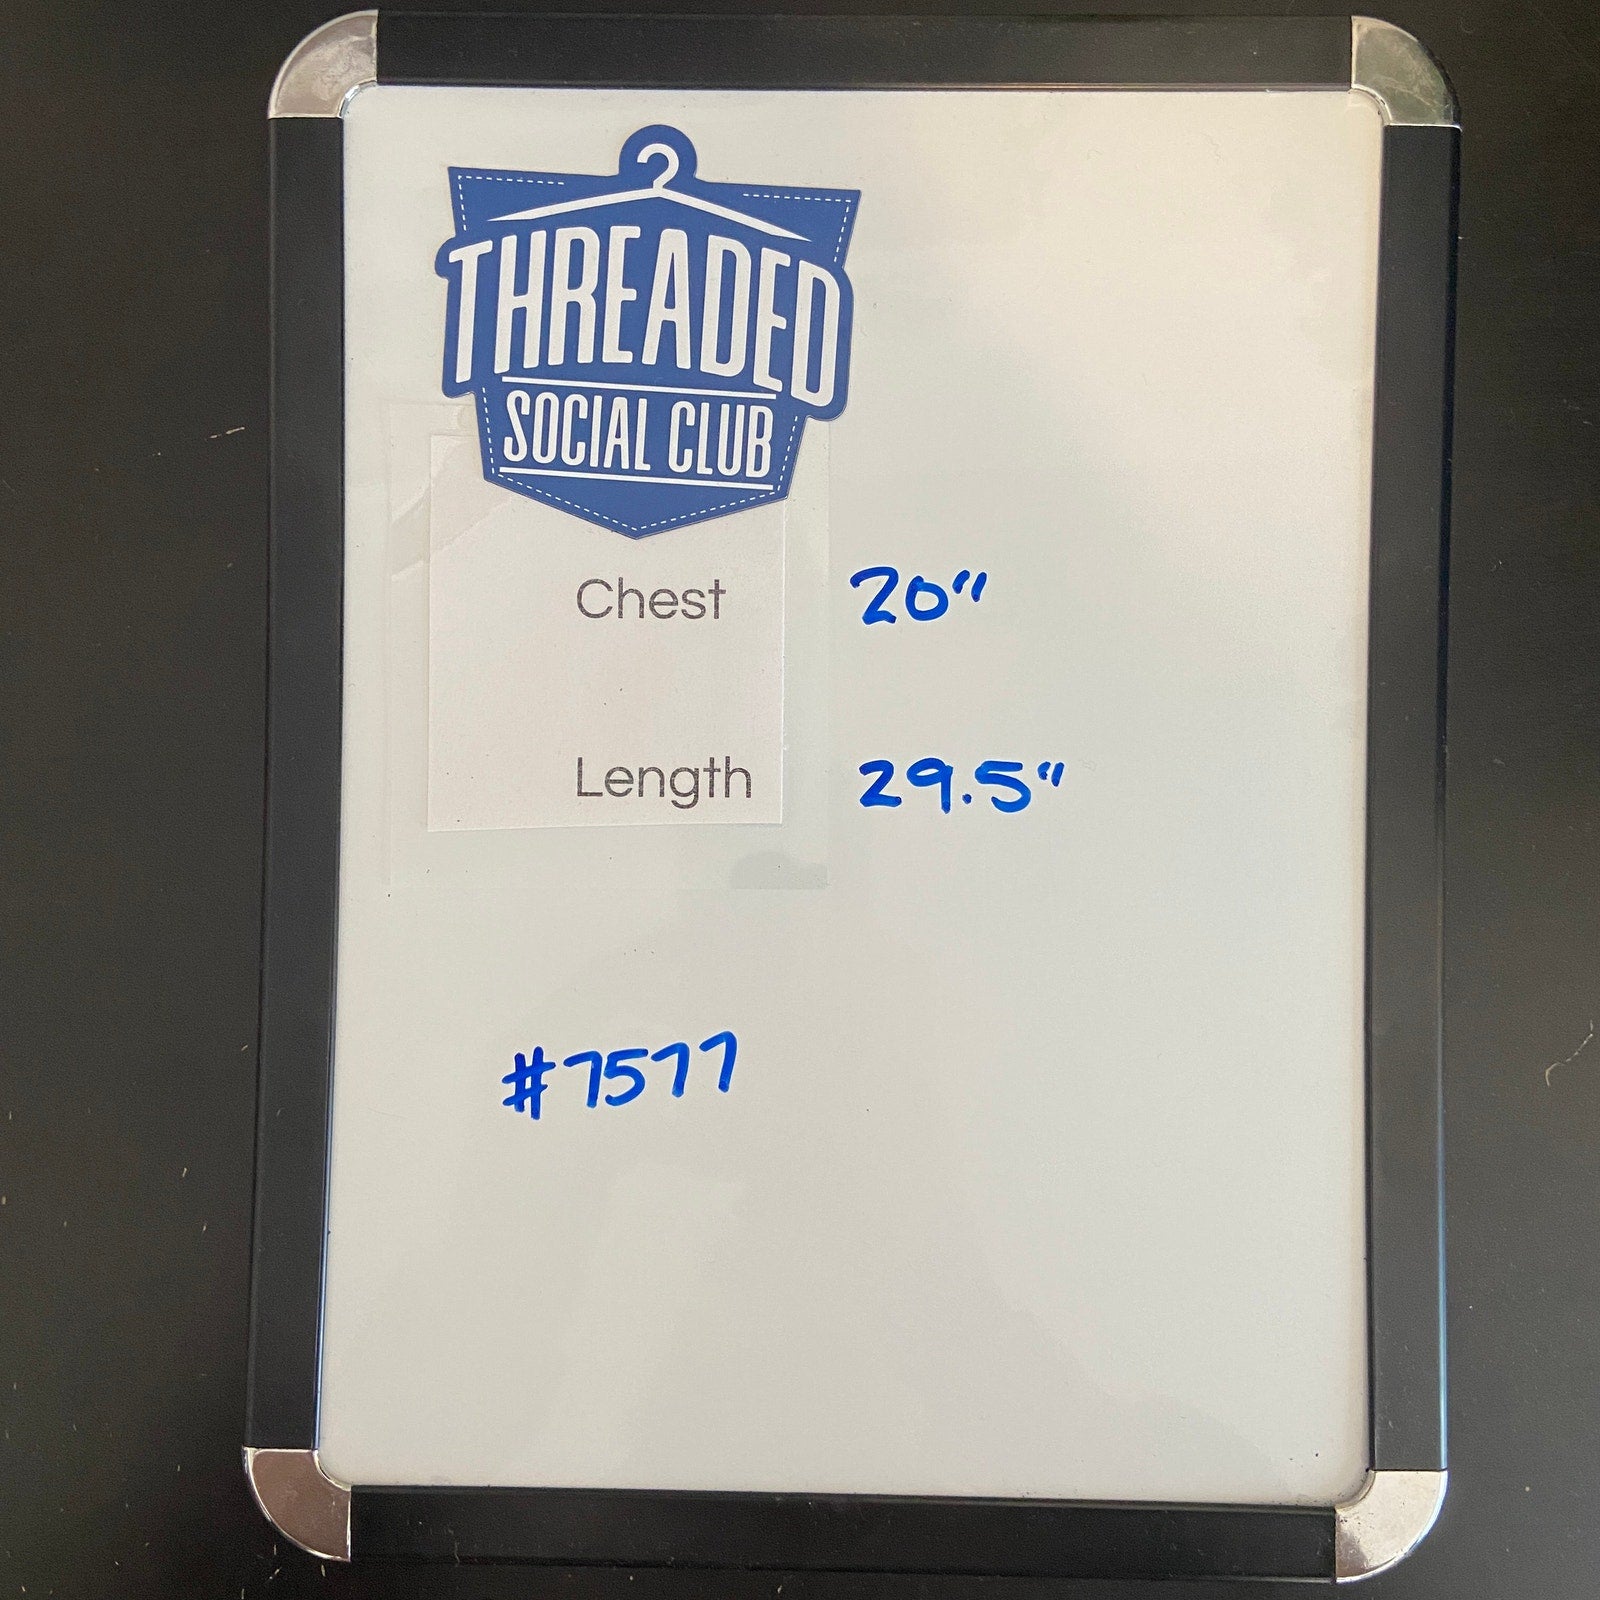 THREADED
SOCIAL CLUB
Chest 20"
Length 29.5"
#7577